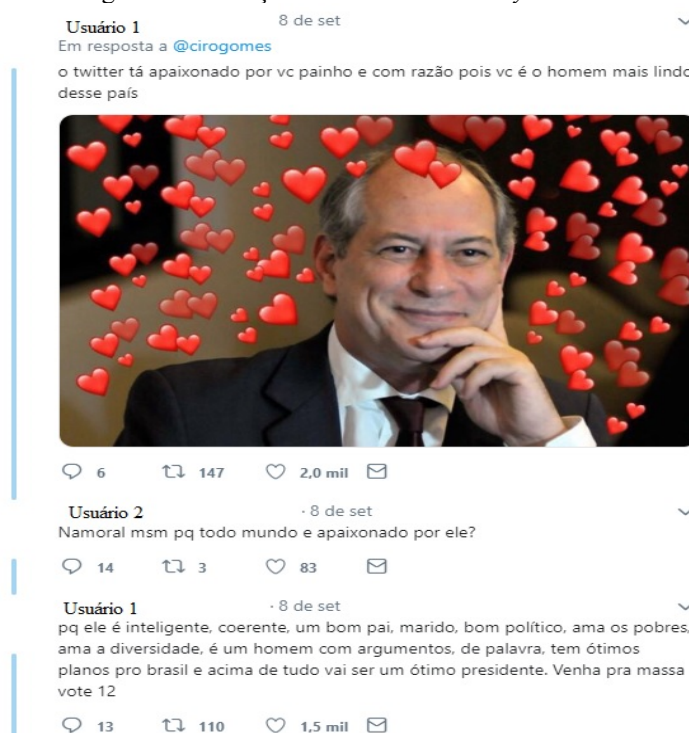 Usuário 1 8 de set
Em resposta a @cirogomes
o twitter tá apaixonado por vc painho e com razão pois vc é o homem mais lindo
desse país
6 147 2,0 mil
Usuário 2 · 8 de set
Namoral msm pq todo mundo e apaixonado por ele?
14 3 83
Usuário 1 · 8 de set
pq ele é inteligente, coerente, um bom pai, marido, bom político, ama os pobres,
ama a diversidade, é um homem com argumentos, de palavra, tem ótimos
planos pro brasil e acima de tudo vai ser um ótimo presidente. Venha pra massa
vote 12
13 110 1,5 mil